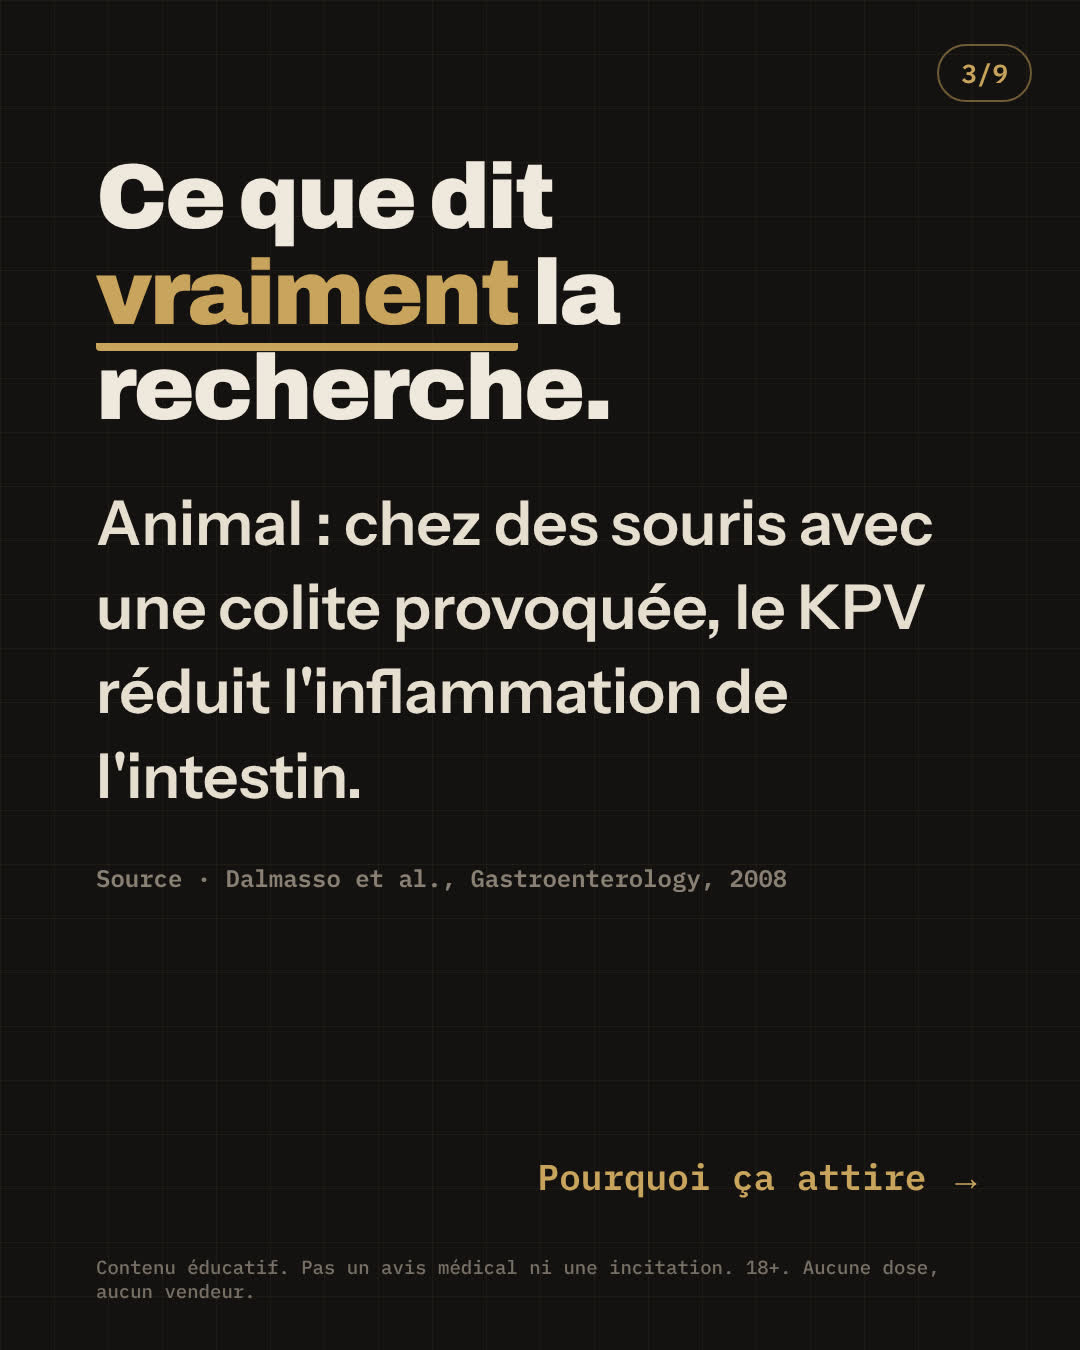 3/9
Ce que dit
vraiment la
recherche.
Animal : chez des souris avec
une colite provoquée, le KPV
réduit l'inflammation de
l'intestin.
Source · Dalmasso et al., Gastroenterology, 2008
Pourquoi ça attire →
Contenu éducatif. Pas un avis médical ni une incitation. 18+. Aucune dose,
aucun vendeur.